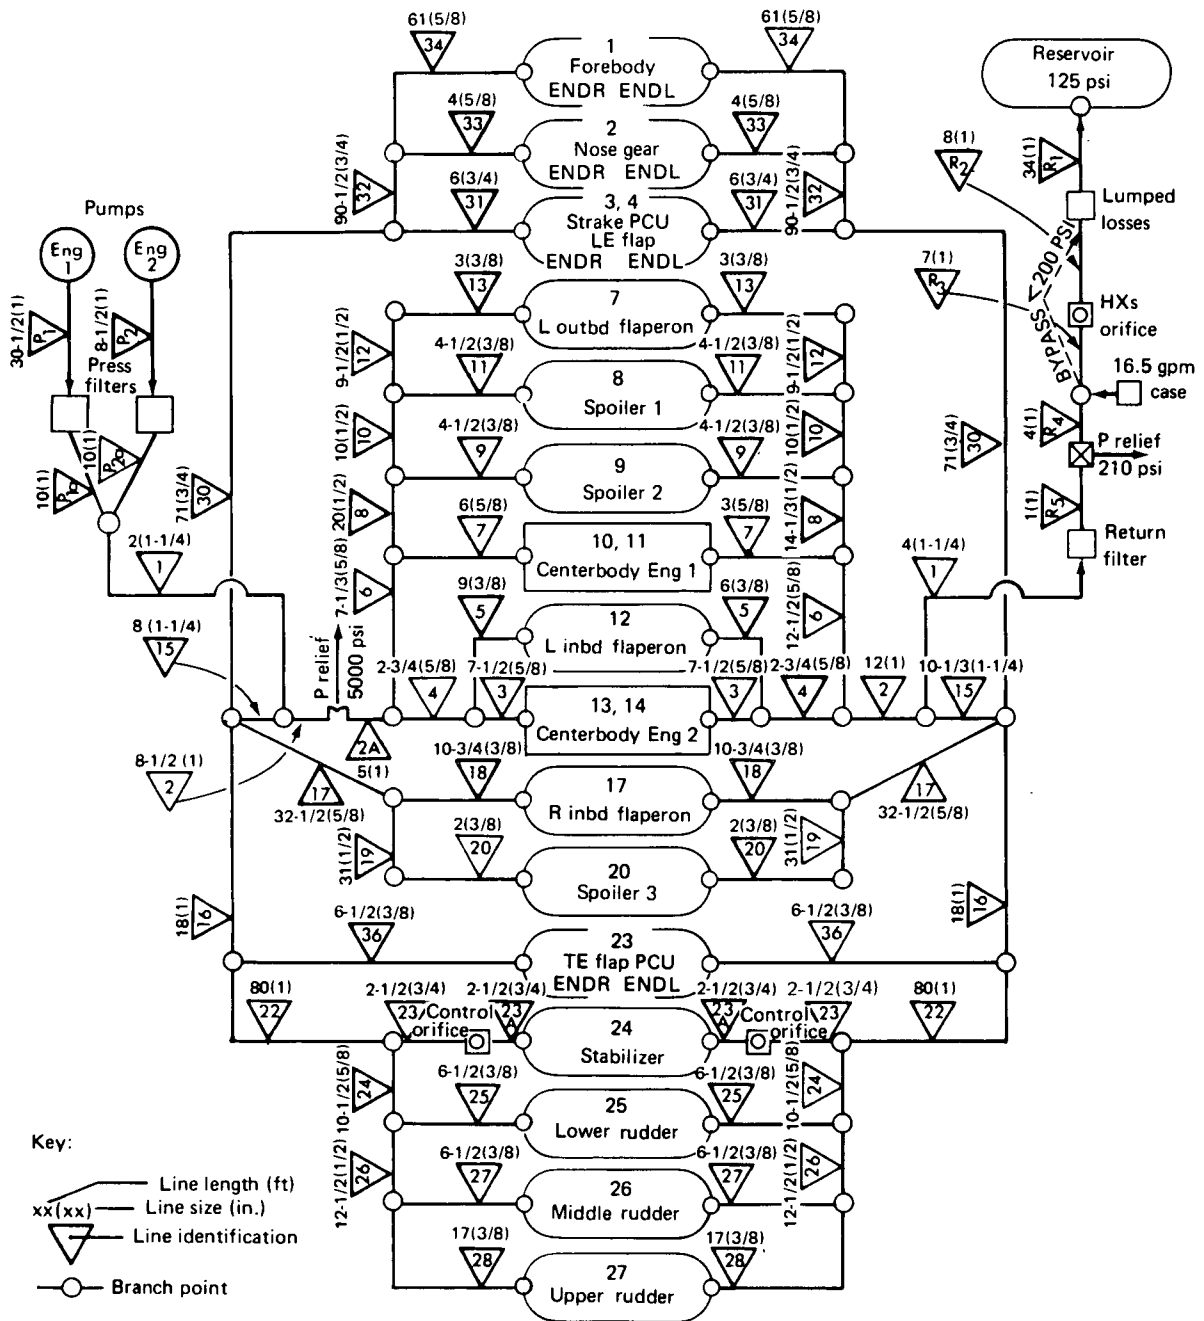 61(5/8)
34
1
Forebody
ENDR ENDL
61(5/8)
34
Reservoir
125 psi
4(5/8)
33
2
Nose gear
ENDR ENDL
4(5/8)
33
90-1/2(3/4)
32
6(3/4)
31
3, 4
Strake PCU
LE flap
ENDR ENDL
6(3/4)
31
90-1/2(3/4)
32
8(1)
R2
34(1)
R1
Lumped
losses
7(1)
R3
BYPASS < 200 PSI
HXs
orifice
16.5 gpm
case
4(1)
R4
P relief
210 psi
1(1)
R5
Return
filter
Pumps
Eng
1
Eng
2
30-1/2(1)
P1
8-1/2(1)
P2
Press
filters
10(1)
P1a
10(1)
P2a
2(1-1/4)
1
71(3/4)
30
3(3/8)
13
7
L outbd flaperon
3(3/8)
13
9-1/2(1/2)
12
4-1/2(3/8)
11
8
Spoiler 1
4-1/2(3/8)
11
9-1/2(1/2)
12
10(1/2)
10
4-1/2(3/8)
9
9
Spoiler 2
4-1/2(3/8)
9
10(1/2)
10
71(3/4)
30
20(1/2)
8
6(5/8)
7
10, 11
Centerbody Eng 1
3(5/8)
7
14-1/3(1/2)
8
7-1/3(5/8)
6
9(3/8)
5
12
L inbd flaperon
6(3/8)
5
12-1/2(5/8)
6
4(1-1/4)
1
8 (1-1/4)
15
P relief
5000 psi
2-3/4(5/8)
4
7-1/2(5/8)
3
13, 14
Centerbody Eng 2
7-1/2(5/8)
3
2-3/4(5/8)
4
12(1)
2
10-1/3(1-1/4)
15
8-1/2 (1)
2
2A
5(1)
17
32-1/2(5/8)
10-3/4(3/8)
18
17
R inbd flaperon
10-3/4(3/8)
18
17
32-1/2(5/8)
31(1/2)
19
2(3/8)
20
20
Spoiler 3
2(3/8)
20
31(1/2)
19
18(1)
16
6-1/2(3/8)
36
23
TE flap PCU
ENDR ENDL
6-1/2(3/8)
36
18(1)
16
80(1)
22
2-1/2(3/4)
23
Control
orifice
2-1/2(3/4)
23
A
24
Stabilizer
2-1/2(3/4)
23
A
Control
orifice
2-1/2(3/4)
23
80(1)
22
10-1/2(5/8)
24
6-1/2(3/8)
25
25
Lower rudder
6-1/2(3/8)
25
10-1/2(5/8)
24
12-1/2(1/2)
26
6-1/2(3/8)
27
26
Middle rudder
6-1/2(3/8)
27
12-1/2(1/2)
26
17(3/8)
28
27
Upper rudder
17(3/8)
28
Key:
Line length (ft)
xx(xx)
Line size (in.)
Line identification
Branch point